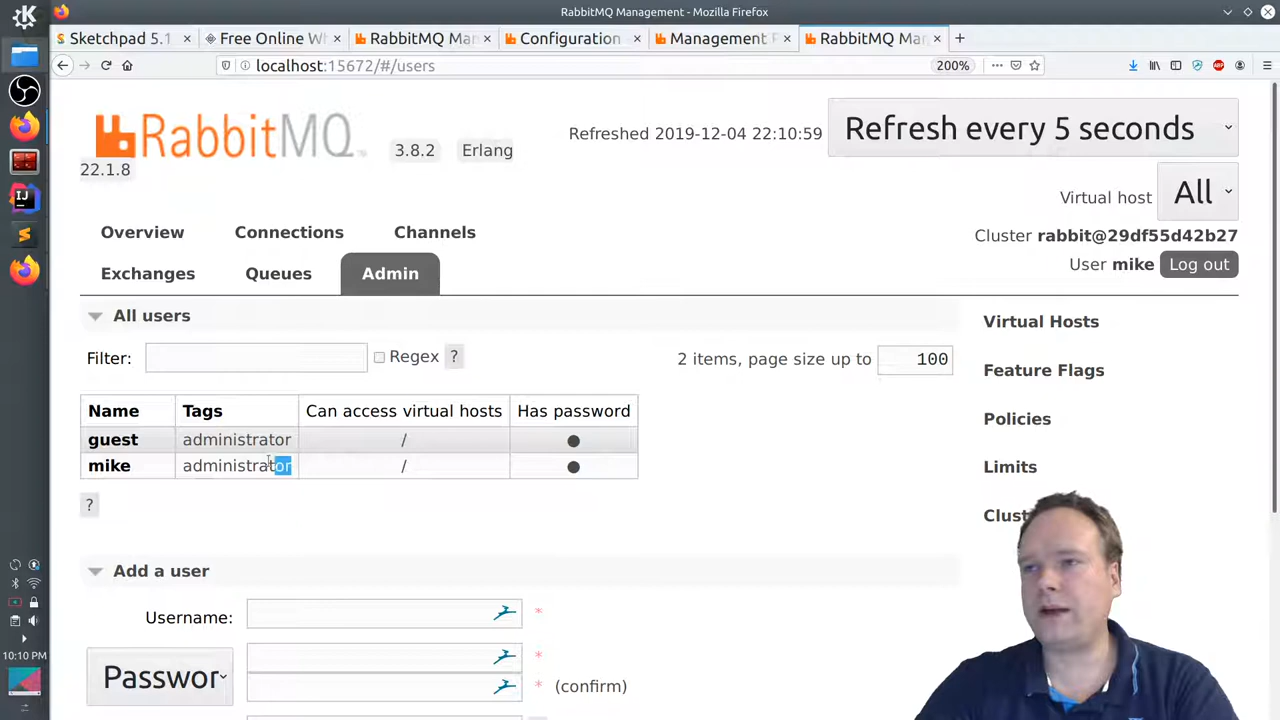 RabbitMQ Management - Mozilla Firefox
Sketchpad 5.1 Free Online Wh RabbitMQ Ma Configuration Management P RabbitMQ Ma
localhost:15672/#/users 200%
RabbitMQ 3.8.2 Erlang
22.1.8
Refreshed 2019-12-04 22:10:59 Refresh every 5 seconds
Virtual host All
Cluster rabbit@29df55d42b27
User mike Log out
Overview Connections Channels
Exchanges Queues Admin
All users
Filter: Regex ?
2 items, page size up to 100
Name Tags Can access virtual hosts Has password
guest administrator / ●
mike administrator / ●
?
Virtual Hosts
Feature Flags
Policies
Limits
Clust
Add a user
Username: *
Passwor *
* (confirm)
10:10 PM